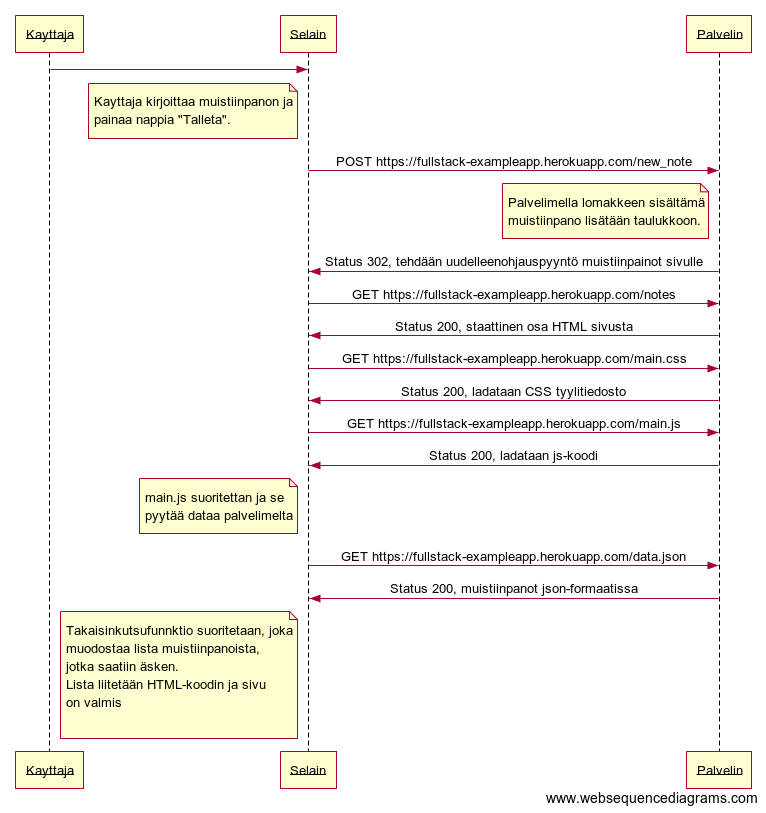 Kayttaja Selain Palvelin
Kayttaja kirjoittaa muistiinpanon ja
painaa nappia "Talleta".
POST https://fullstack-exampleapp.herokuapp.com/new_note
Palvelimella lomakkeen sisältämä
muistiinpano lisätään taulukkoon.
Status 302, tehdään uudelleenohjauspyyntö muistiinpainot sivulle
GET https://fullstack-exampleapp.herokuapp.com/notes
Status 200, staattinen osa HTML sivusta
GET https://fullstack-exampleapp.herokuapp.com/main.css
Status 200, ladataan CSS tyylitiedosto
GET https://fullstack-exampleapp.herokuapp.com/main.js
Status 200, ladataan js-koodi
main.js suoritettan ja se
pyytää dataa palvelimelta
GET https://fullstack-exampleapp.herokuapp.com/data.json
Status 200, muistiinpanot json-formaatissa
Takaisinkutsufunnktio suoritetaan, joka
muodostaa lista muistiinpanoista,
jotka saatiin äsken.
Lista liitetään HTML-koodin ja sivu
on valmis
Kayttaja Selain Palvelin
www.websequencediagrams.com